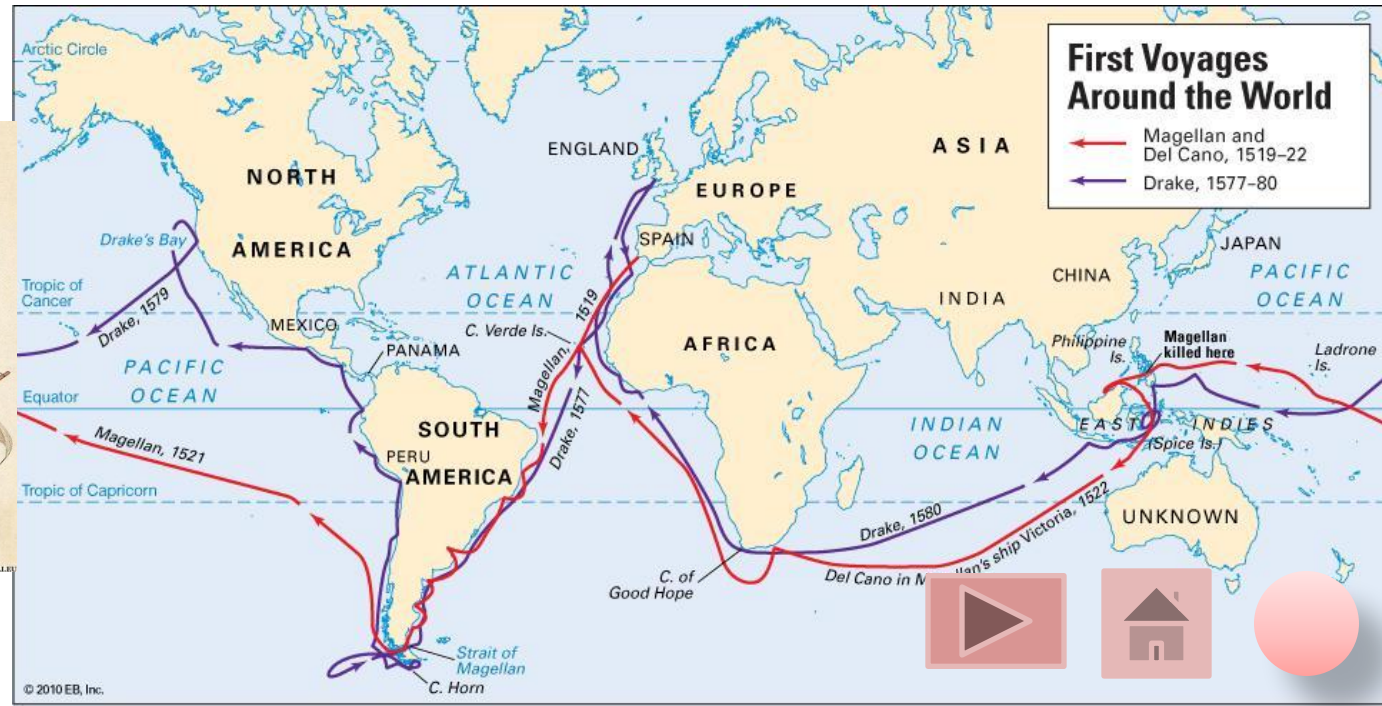 First Voyages
Around the World
Magellan and
Del Cano, 1519–22
Drake, 1577–80
Arctic Circle
ENGLAND
ASIA
NORTH
AMERICA
EUROPE
Drake's Bay
SPAIN
JAPAN
ATLANTIC
OCEAN
CHINA
PACIFIC
OCEAN
Tropic of
Cancer
INDIA
Drake, 1579
1519
MEXICO
C. Verde Is.
Philippine
Is.
Magellan
killed here
Ladrone
Is.
PANAMA
AFRICA
PACIFIC
OCEAN
Magellan,
Equator
Drake, 1577
SOUTH
AMERICA
INDIAN
OCEAN
EAST INDIES
(Spice Is.)
Magellan, 1521
PERU
Tropic of Capricorn
Drake, 1580
UNKNOWN
C. of
Good Hope
Del Cano in M llan's ship Victoria, 1522
Strait of
Magellan
C. Horn
© 2010 EB, Inc.